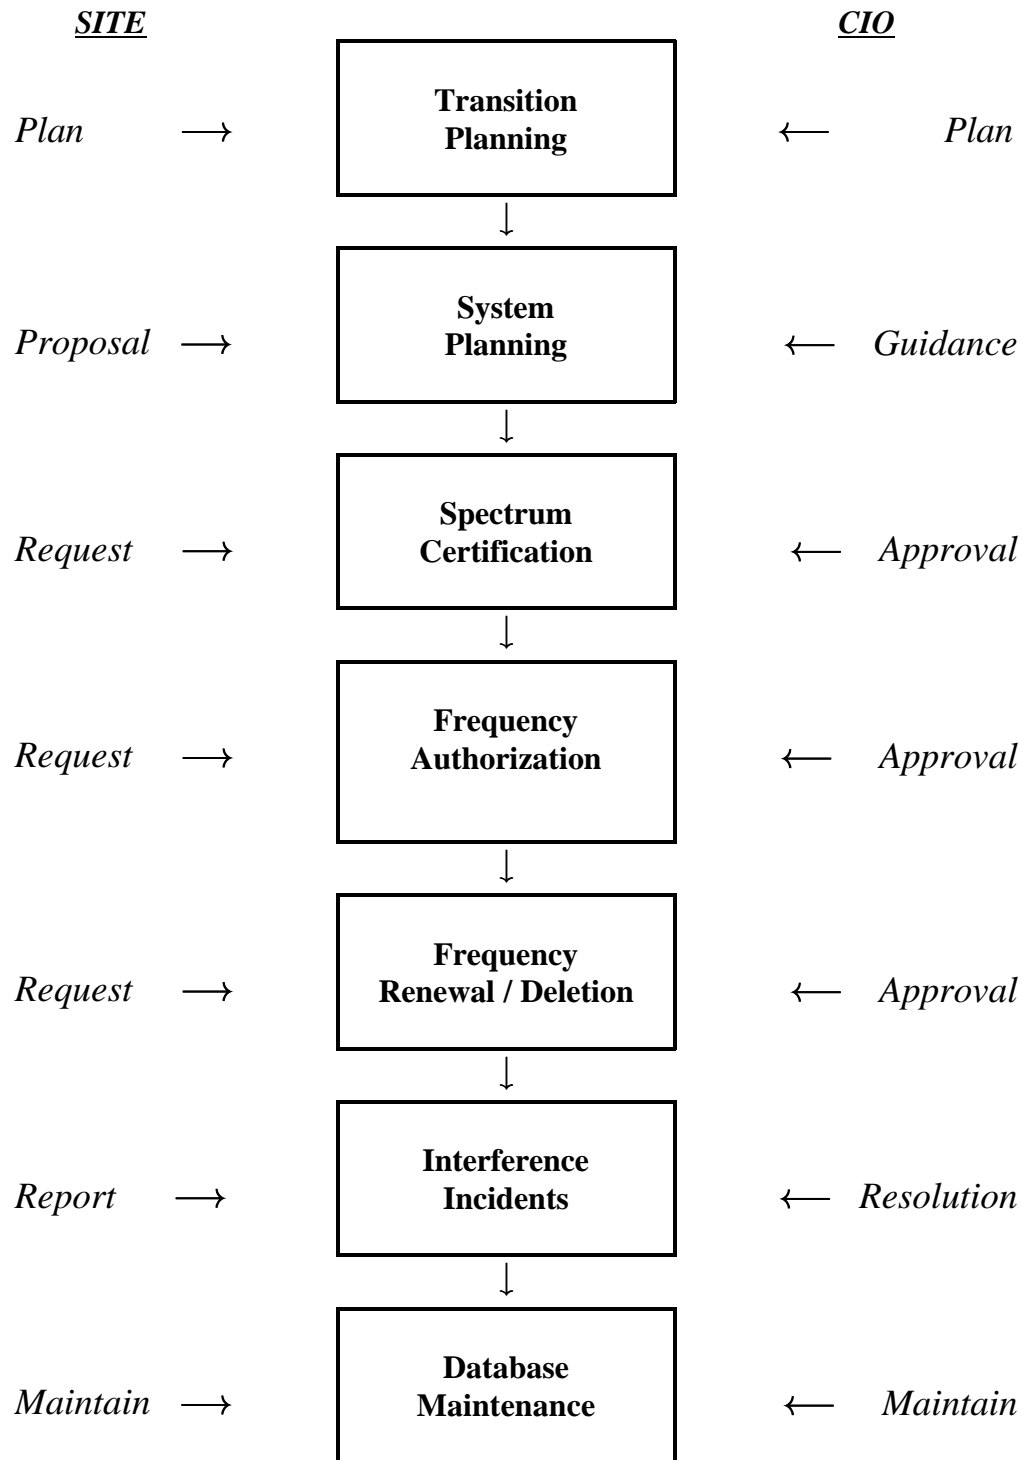 SITE CIO
Transition
Planning
Plan → ← Plan
↓
System
Planning
Proposal → ← Guidance
↓
Spectrum
Certification
Request → ← Approval
↓
Frequency
Authorization
Request → ← Approval
↓
Frequency
Renewal / Deletion
Request → ← Approval
↓
Interference
Incidents
Report → ← Resolution
↓
Database
Maintenance
Maintain → ← Maintain